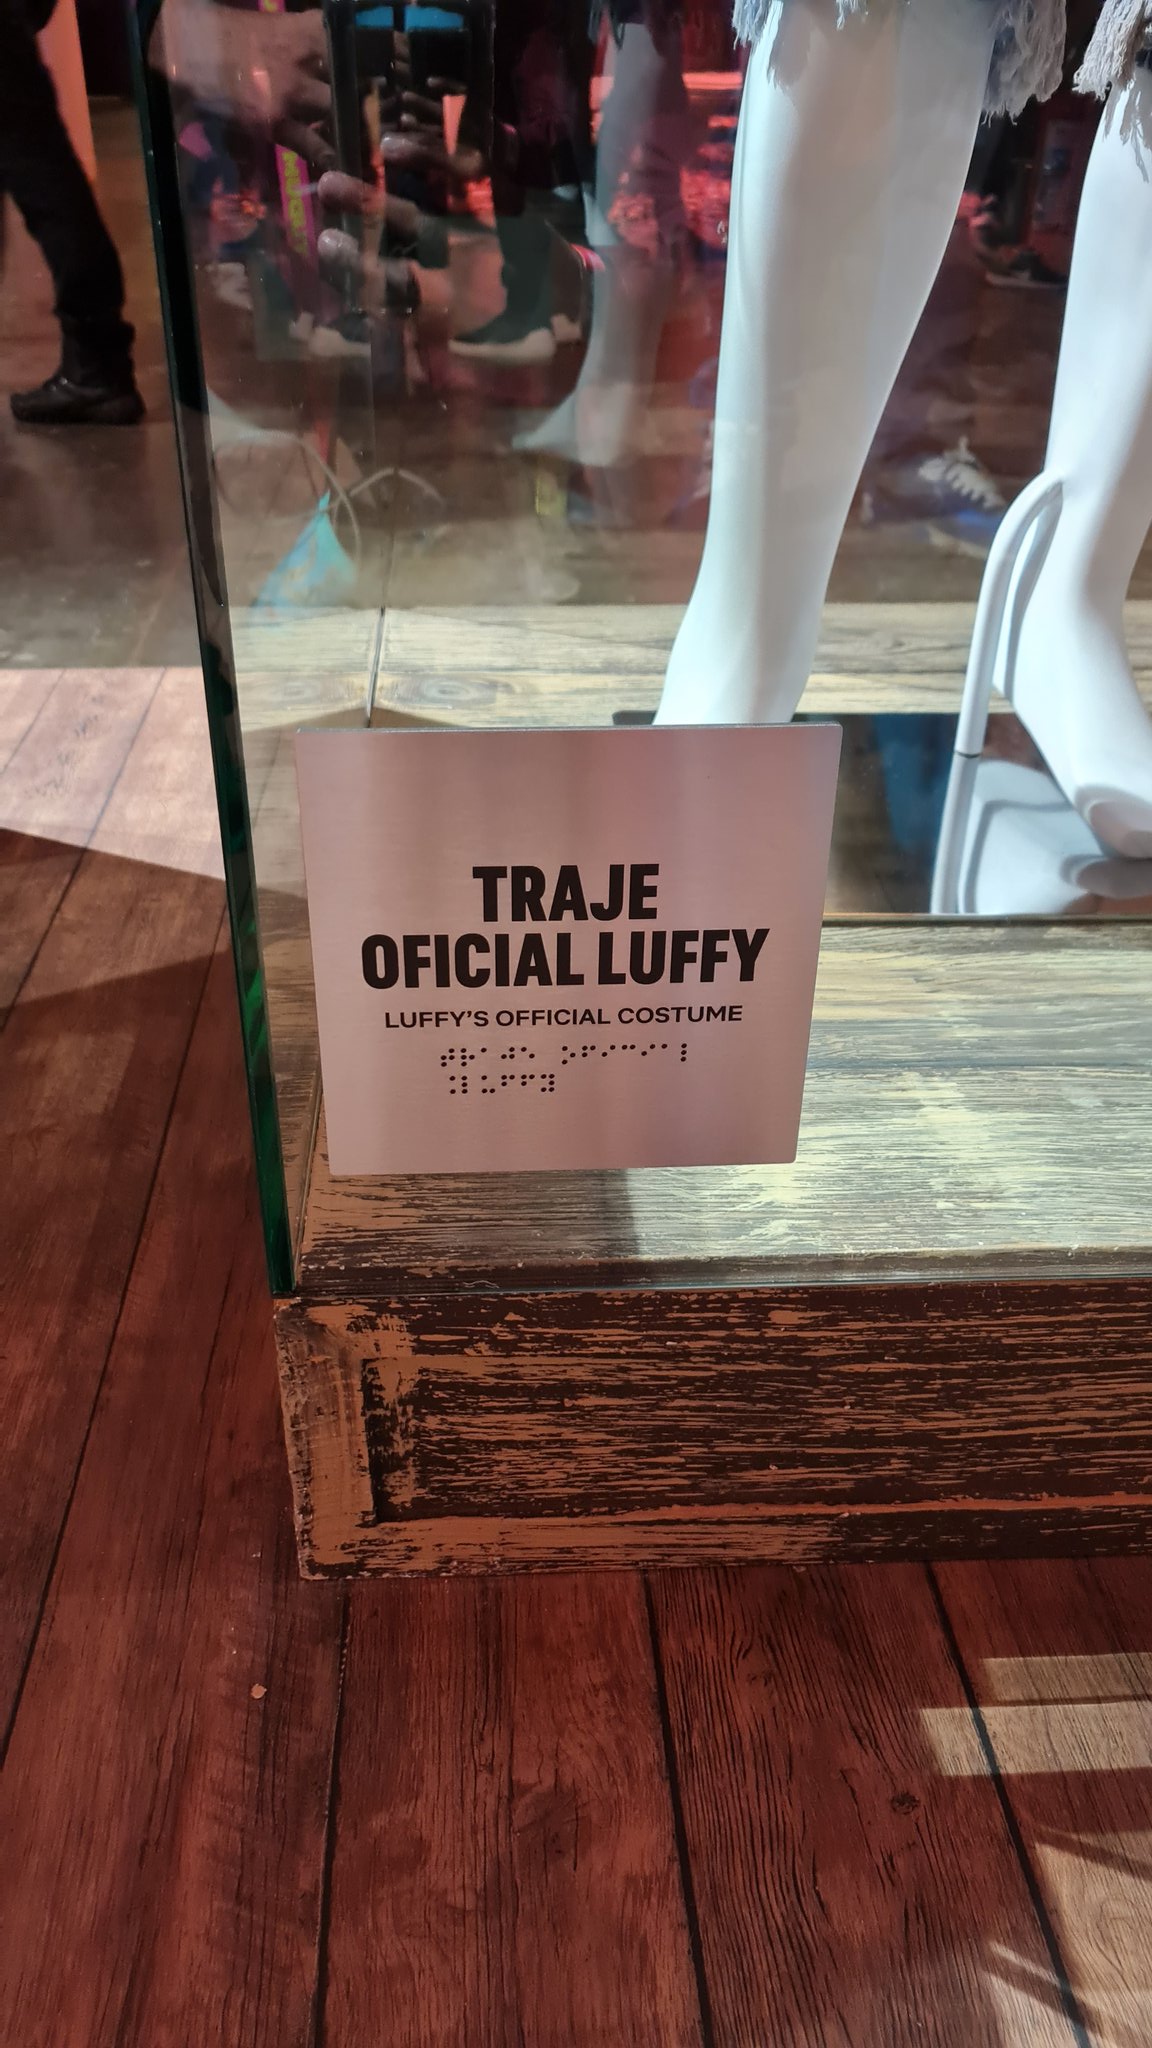 TRAJE
OFICIAL LUFFY
LUFFY'S OFFICIAL COSTUME
⠞⠗⠁⠚⠑ ⠕⠋⠊⠉⠊⠁⠇
⠨⠇⠥⠋⠋⠽